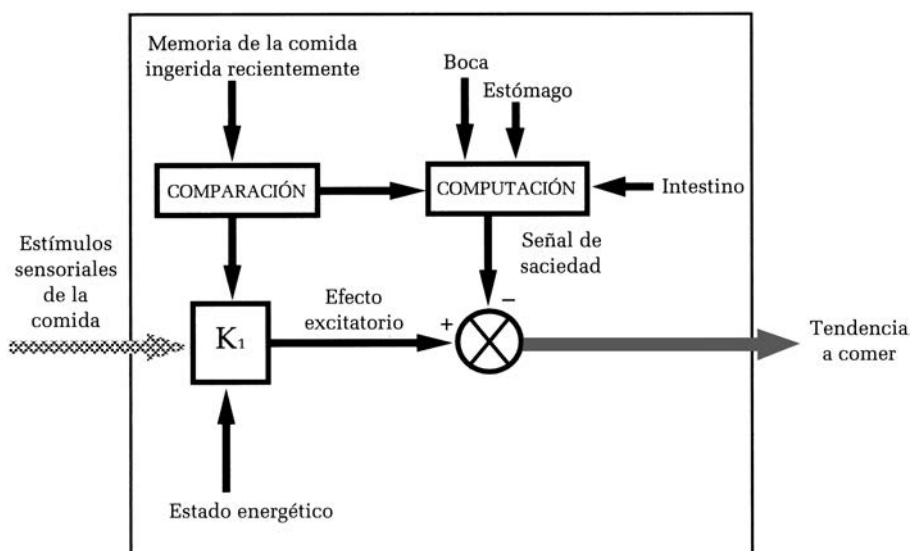 Memoria de la comida
ingerida recientemente
Boca
Estómago
COMPARACIÓN
COMPUTACIÓN
Intestino
Estímulos
sensoriales
de la
comida
Señal de
saciedad
Efecto
excitatorio
K₁
+
−
Tendencia
a comer
Estado energético